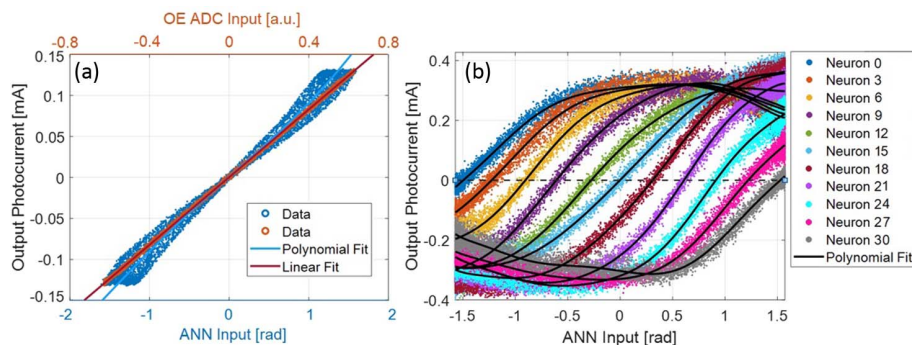 OE ADC Input [a.u.]
-0.8 -0.4 0 0.4 0.8
(a)
Output Photocurrent [mA]
0.15
0.10
0.05
0
-0.05
-0.10
-0.15
Data
Data
Polynomial Fit
Linear Fit
-2 -1 0 1 2
ANN Input [rad]
(b)
Output Photocurrent [mA]
0.4
0.2
0
-0.2
-0.4
-1.5 -1 -0.5 0 0.5 1 1.5
ANN Input [rad]
Neuron 0
Neuron 3
Neuron 6
Neuron 9
Neuron 12
Neuron 15
Neuron 18
Neuron 21
Neuron 24
Neuron 27
Neuron 30
Polynomial Fit